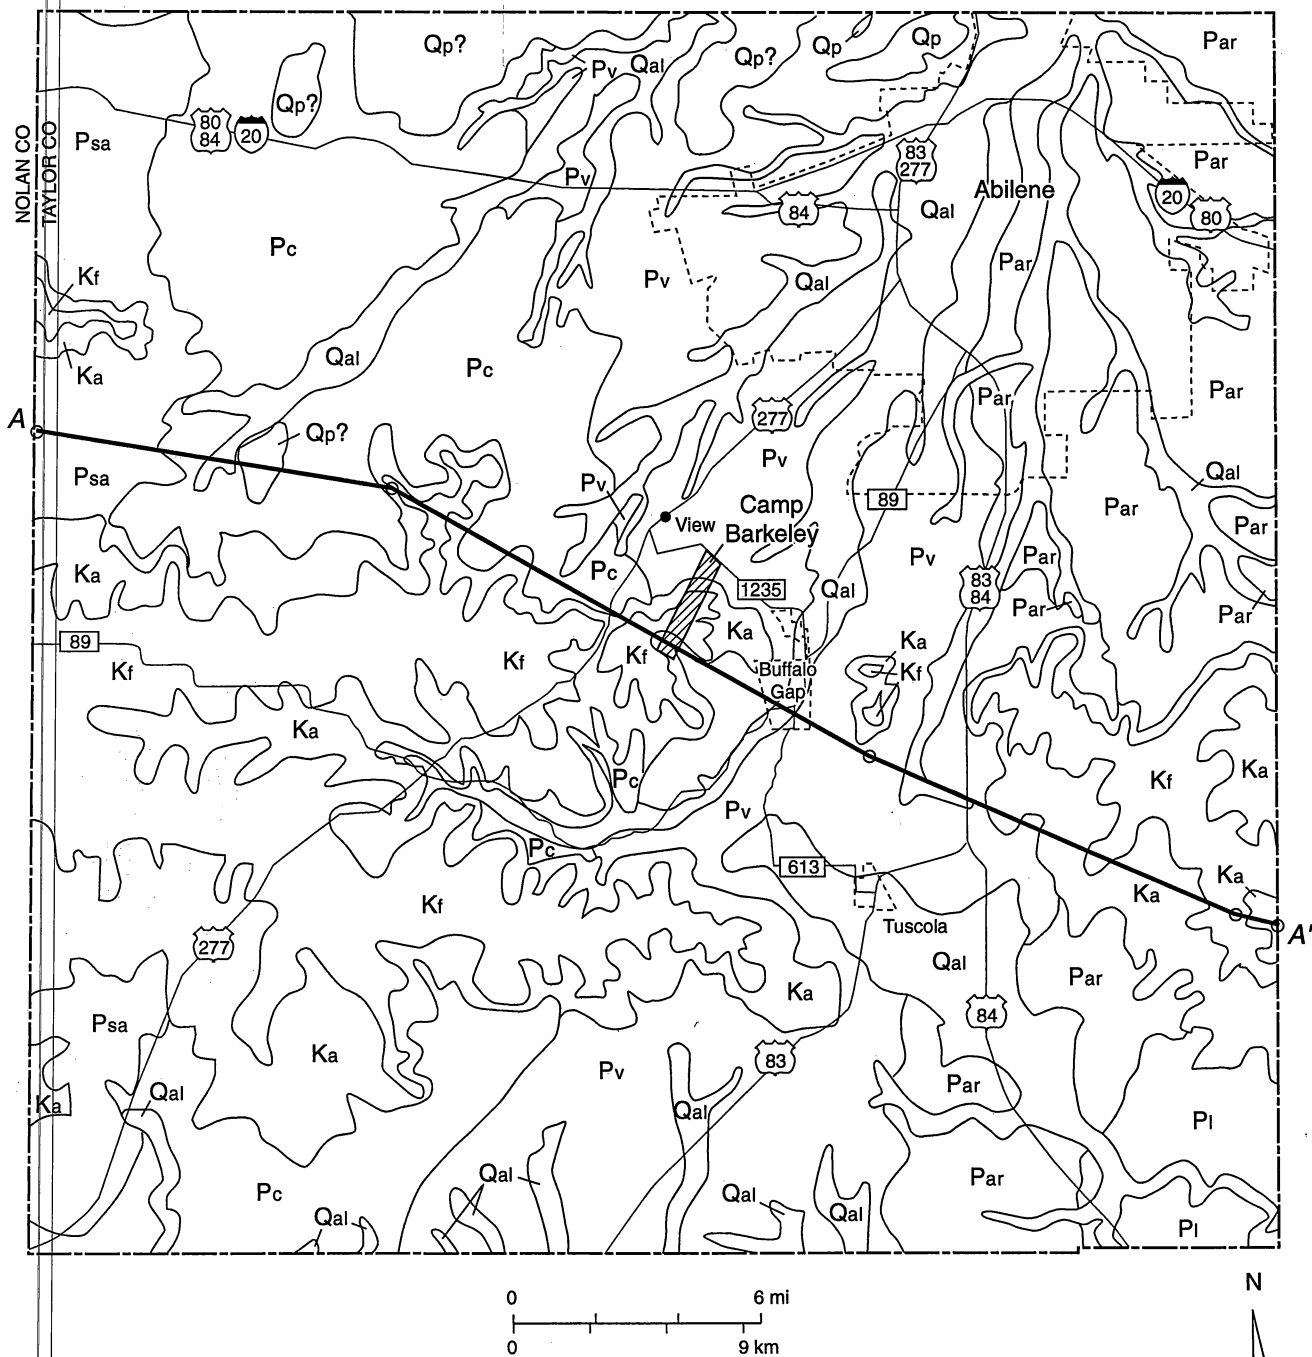 Qp?
Pv
Qal
Qp?
Qp
Qp
Par
Qp?
80
84
20
Psa
NOLAN CO
TAYLOR CO
Pc
Pv
83
277
Abilene
Par
20
80
84
Qal
Kf
Pv
Qal
Par
Qal
Ka
Pc
Par
Par
277
A
Qp?
Psa
Pv
Pv
89
Qal
Par
View
Camp
Barkeley
Par
Ka
Pc
1235
Qal
Pv
83
84
Par
Par
Par
89
Kf
Kf
Kf
Ka
Ka
Kf
Buffalo
Gap
Ka
Pc
Kf
Ka
Pv
Pc
613
Ka
Ka
Kf
Tuscola
A'
277
Qal
Par
Psa
Ka
Ka
84
Ka
Qal
Pv
83
Qal
Par
Pl
Pc
Qal
Qal
Qal
Qal
Par
Pl
0
6 mi
0
9 km
N